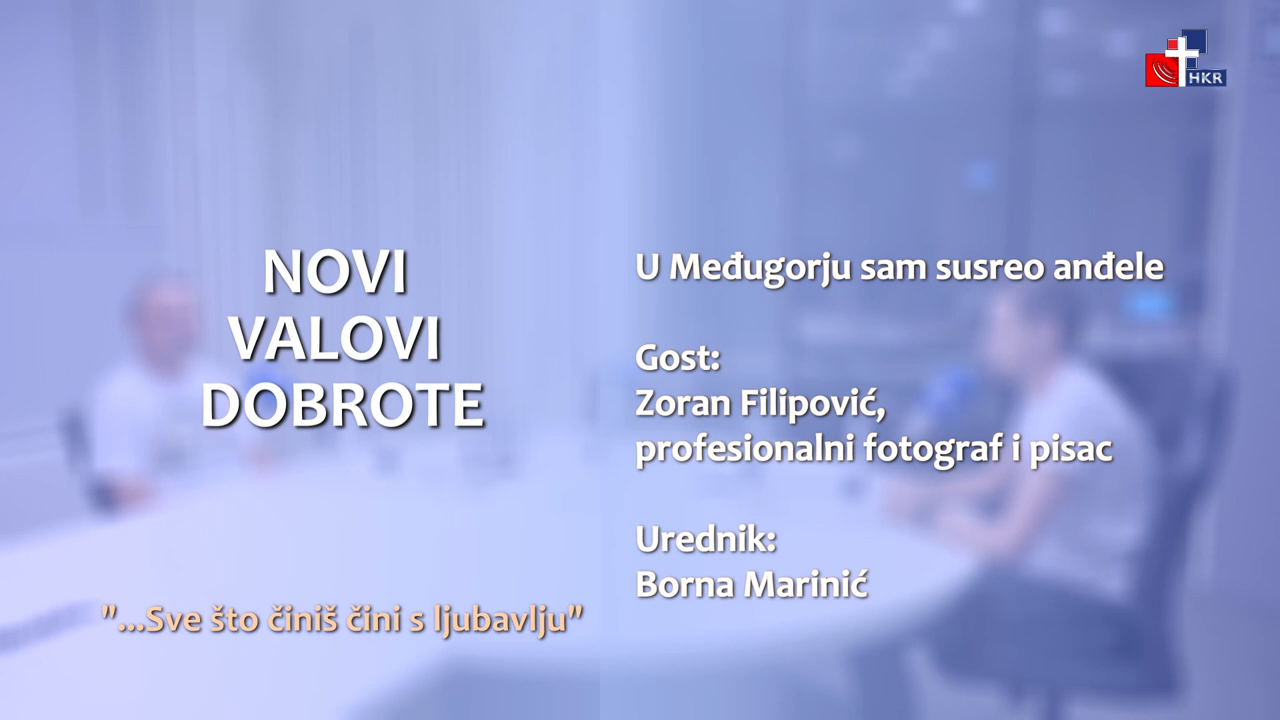 HKR
NOVI
VALOVI
DOBROTE
"...Sve što činiš čini s ljubavlju"
U Međugorju sam susreo anđele
Gost:
Zoran Filipović,
profesionalni fotograf i pisac
Urednik:
Borna Marinić